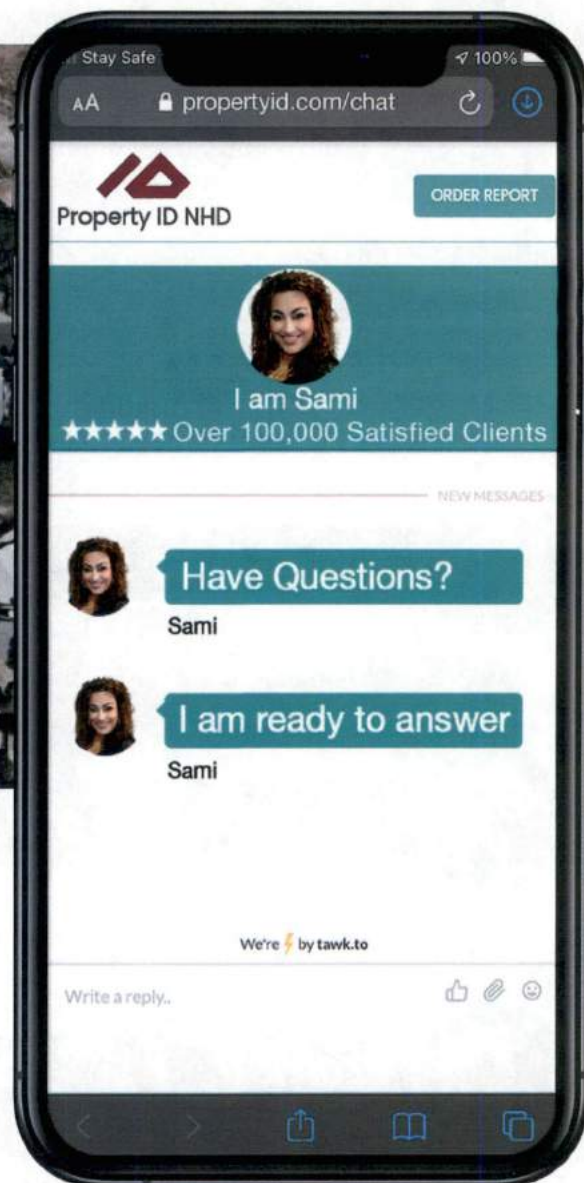 Stay Safe
100%
AA propertyid.com/chat
Property ID NHD
ORDER REPORT
I am Sami
★★★★★ Over 100,000 Satisfied Clients
NEW MESSAGES
Have Questions?
Sami
I am ready to answer
Sami
We're ⚡ by tawk.to
Write a reply..